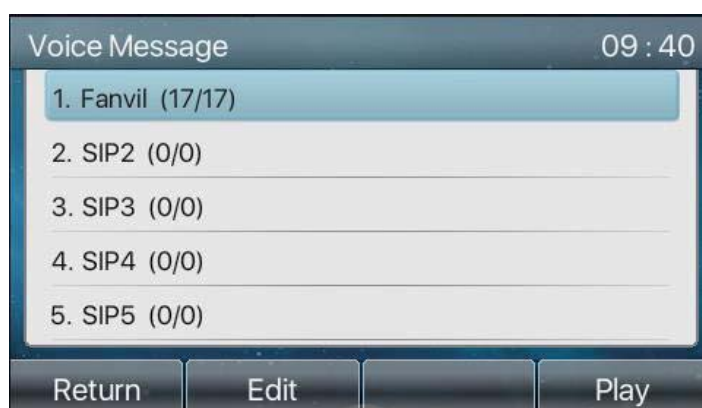 Voice Message 09 : 40
1. Fanvil (17/17)
2. SIP2 (0/0)
3. SIP3 (0/0)
4. SIP4 (0/0)
5. SIP5 (0/0)
Return Edit Play